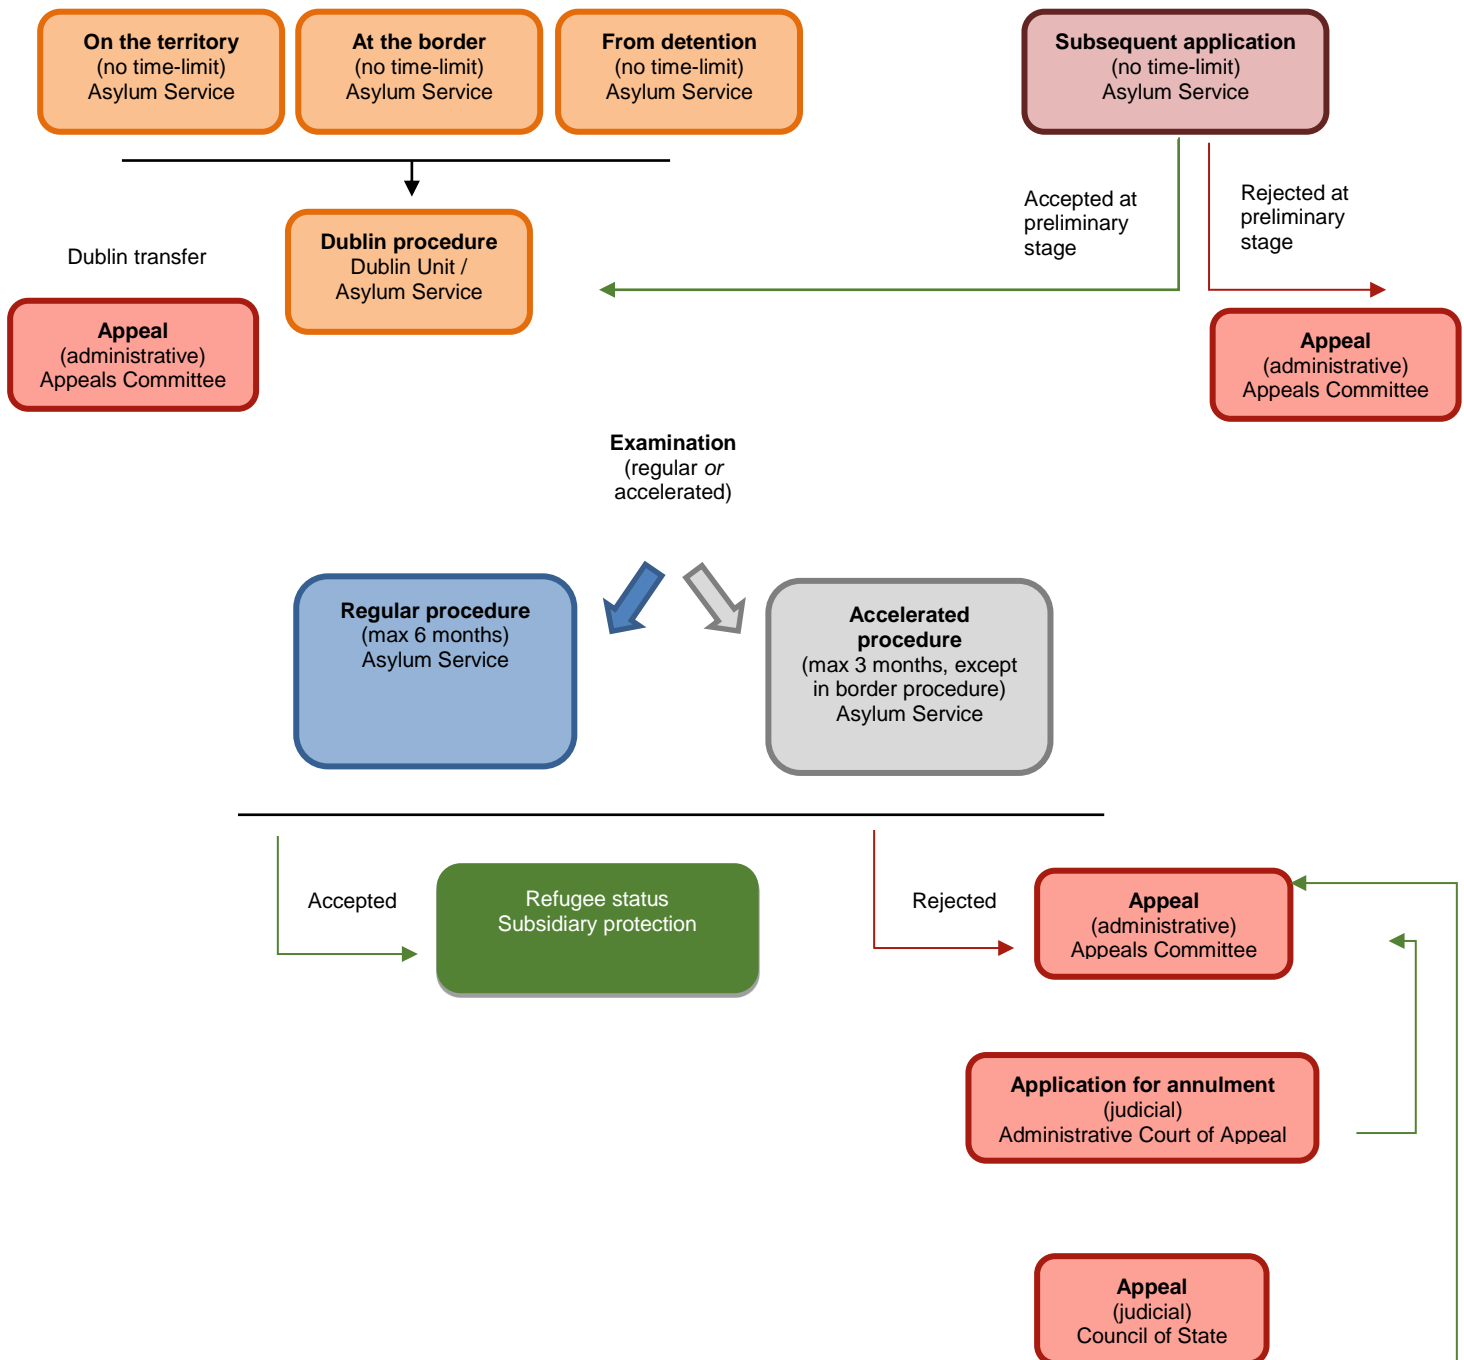 On the territory
(no time-limit)
Asylum Service
At the border
(no time-limit)
Asylum Service
From detention
(no time-limit)
Asylum Service
Subsequent application
(no time-limit)
Asylum Service
Dublin transfer
Dublin procedure
Dublin Unit /
Asylum Service
Accepted at
preliminary
stage
Rejected at
preliminary
stage
Appeal
(administrative)
Appeals Committee
Appeal
(administrative)
Appeals Committee
Examination
(regular or
accelerated)
Regular procedure
(max 6 months)
Asylum Service
Accelerated
procedure
(max 3 months, except
in border procedure)
Asylum Service
Accepted
Refugee status
Subsidiary protection
Rejected
Appeal
(administrative)
Appeals Committee
Application for annulment
(judicial)
Administrative Court of Appeal
Appeal
(judicial)
Council of State